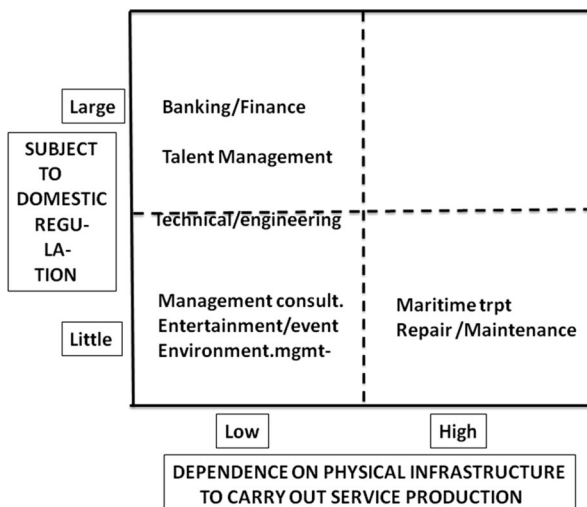 Large
SUBJECT
TO
DOMESTIC
REGU-
LA-
TION
Little
Banking/Finance
Talent Management
Technical/engineering
Management consult.
Entertainment/event
Environment.mgmt-
Maritime trpt
Repair /Maintenance
Low
High
DEPENDENCE ON PHYSICAL INFRASTRUCTURE
TO CARRY OUT SERVICE PRODUCTION